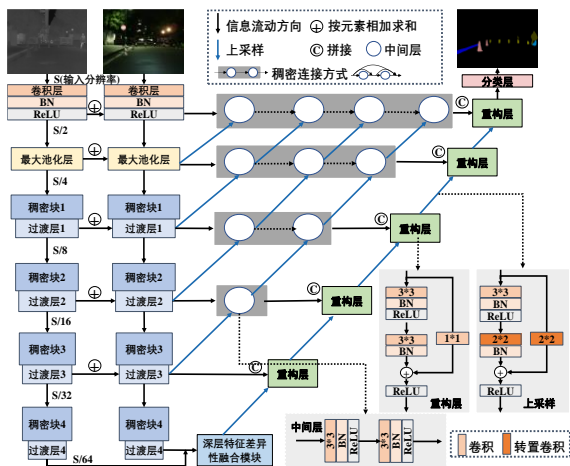 信息流动方向
按元素相加求和
上采样
拼接
中间层
稠密连接方式
S(输入分辨率)
卷积层
BN
ReLU
卷积层
BN
ReLU
分类层
重构层
S/2
最大池化层
最大池化层
重构层
S/4
稠密块1
过渡层1
稠密块1
过渡层1
重构层
S/8
稠密块2
过渡层2
稠密块2
过渡层2
重构层
S/16
稠密块3
过渡层3
稠密块3
过渡层3
重构层
S/32
稠密块4
过渡层4
稠密块4
过渡层4
S/64
深层特征差异
性融合模块
3*3
BN
ReLU
3*3
BN
1*1
ReLU
重构层
3*3
BN
ReLU
2*2
BN
2*2
ReLU
上采样
中间层
3*3
BN
ReLU
3*3
BN
ReLU
卷积
转置卷积